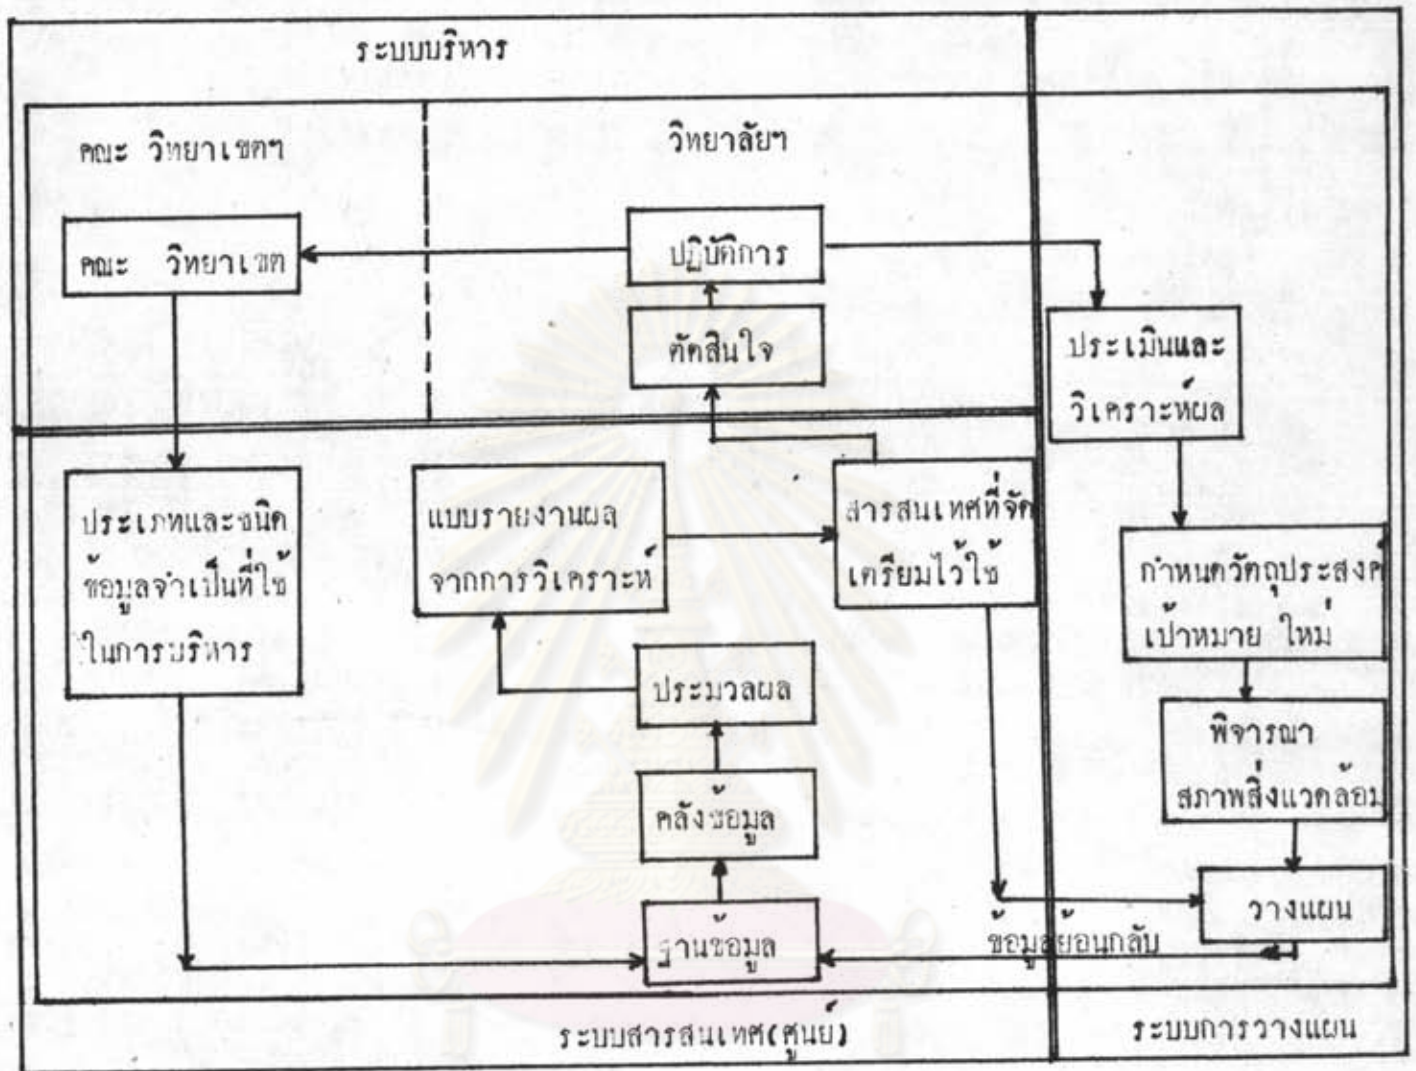 ระบบบริหาร
คณะ วิทยาเขตฯ
วิทยาลัยฯ
คณะ วิทยาเขต
ปฏิบัติการ
ตัดสินใจ
ประเมินและ
วิเคราะห์ผล
ประเภทและชนิด
ข้อมูลจำเป็นที่ใช้
ในการบริหาร
แบบรายงานผล
จากการวิเคราะห์
สารสนเทศที่จัด
เตรียมไว้ใช้
กำหนดวัตถุประสงค์
เป้าหมาย ใหม่
ประมวลผล
พิจารณา
สภาพสิ่งแวดล้อม
คลังข้อมูล
วางแผน
ฐานข้อมูล
ข้อมูลย้อนกลับ
ระบบสารสนเทศ(ศูนย์)
ระบบการวางแผน